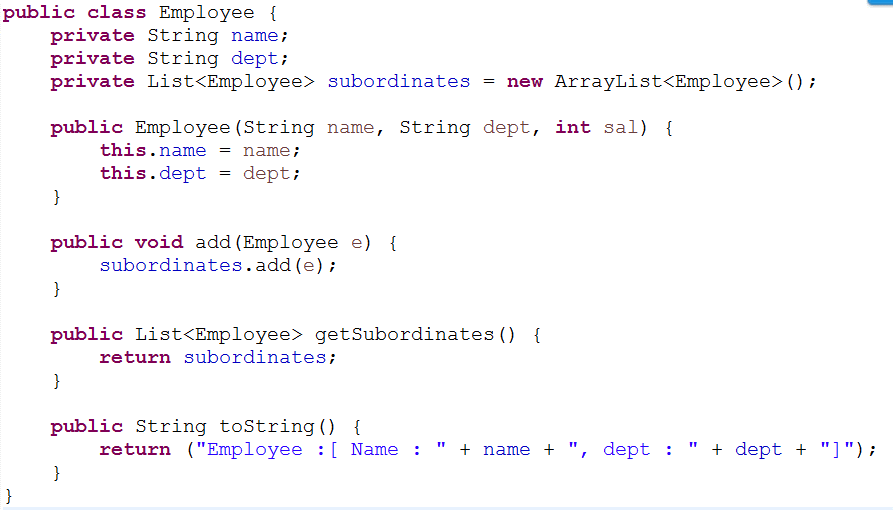 public class Employee {
    private String name;
    private String dept;
    private List<Employee> subordinates = new ArrayList<Employee>();

    public Employee(String name, String dept, int sal) {
        this.name = name;
        this.dept = dept;
    }

    public void add(Employee e) {
        subordinates.add(e);
    }

    public List<Employee> getSubordinates() {
        return subordinates;
    }

    public String toString() {
        return ("Employee :[ Name : " + name + ", dept : " + dept + "]");
    }
}